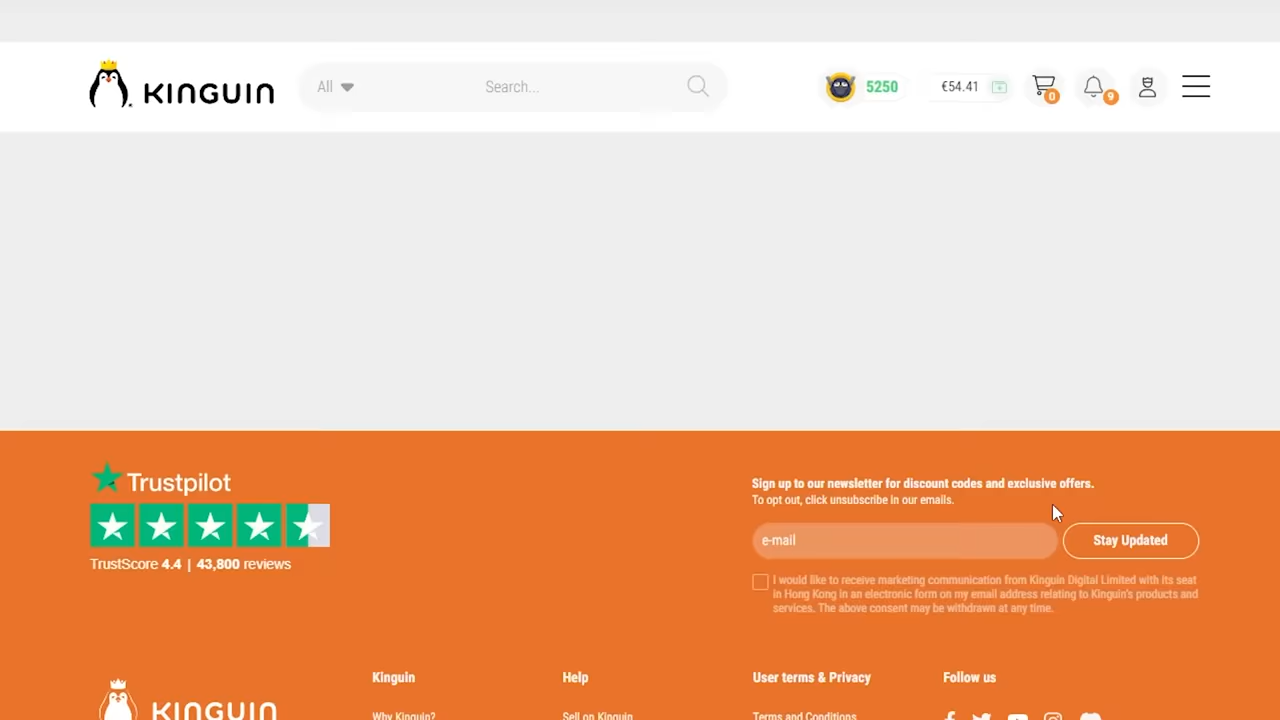 KINGUIN
All
Search...
5250
€54.41
0
9
Trustpilot
TrustScore 4.4 | 43,800 reviews
Sign up to our newsletter for discount codes and exclusive offers.
To opt out, click unsubscribe in our emails.
e-mail
Stay Updated
I would like to receive marketing communication from Kinguin Digital Limited with its seat
in Hong Kong in an electronic form on my email address relating to Kinguin's products and
services. The above consent may be withdrawn at any time.
KINGUIN
Kinguin
Why Kinguin?
Help
Sell on Kinguin
User terms & Privacy
Terms and Conditions
Follow us